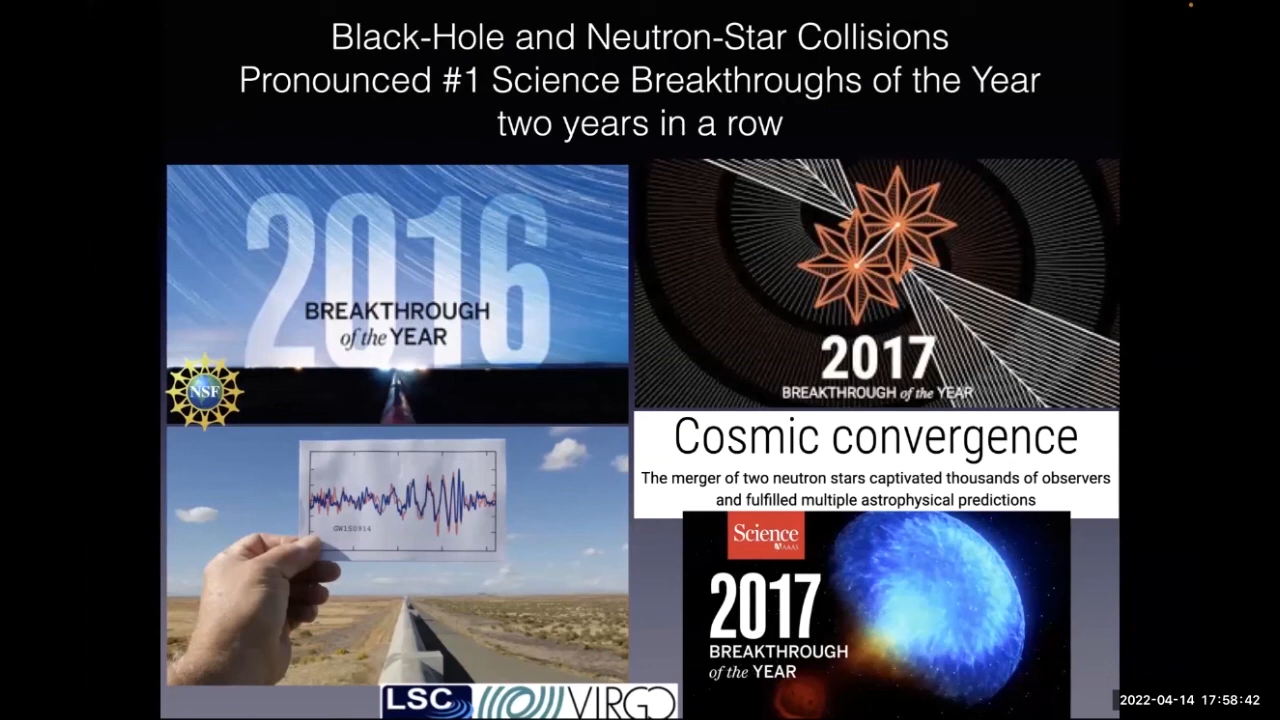 Black-Hole and Neutron-Star Collisions
Pronounced #1 Science Breakthroughs of the Year
two years in a row
2016
BREAKTHROUGH
of the YEAR
NSF
GW150914
2017
BREAKTHROUGH of the YEAR
Cosmic convergence
The merger of two neutron stars captivated thousands of observers
and fulfilled multiple astrophysical predictions
Science
AAAS
2017
BREAKTHROUGH
of the YEAR
LSC
VIRGO
2022-04-14 17:58:42